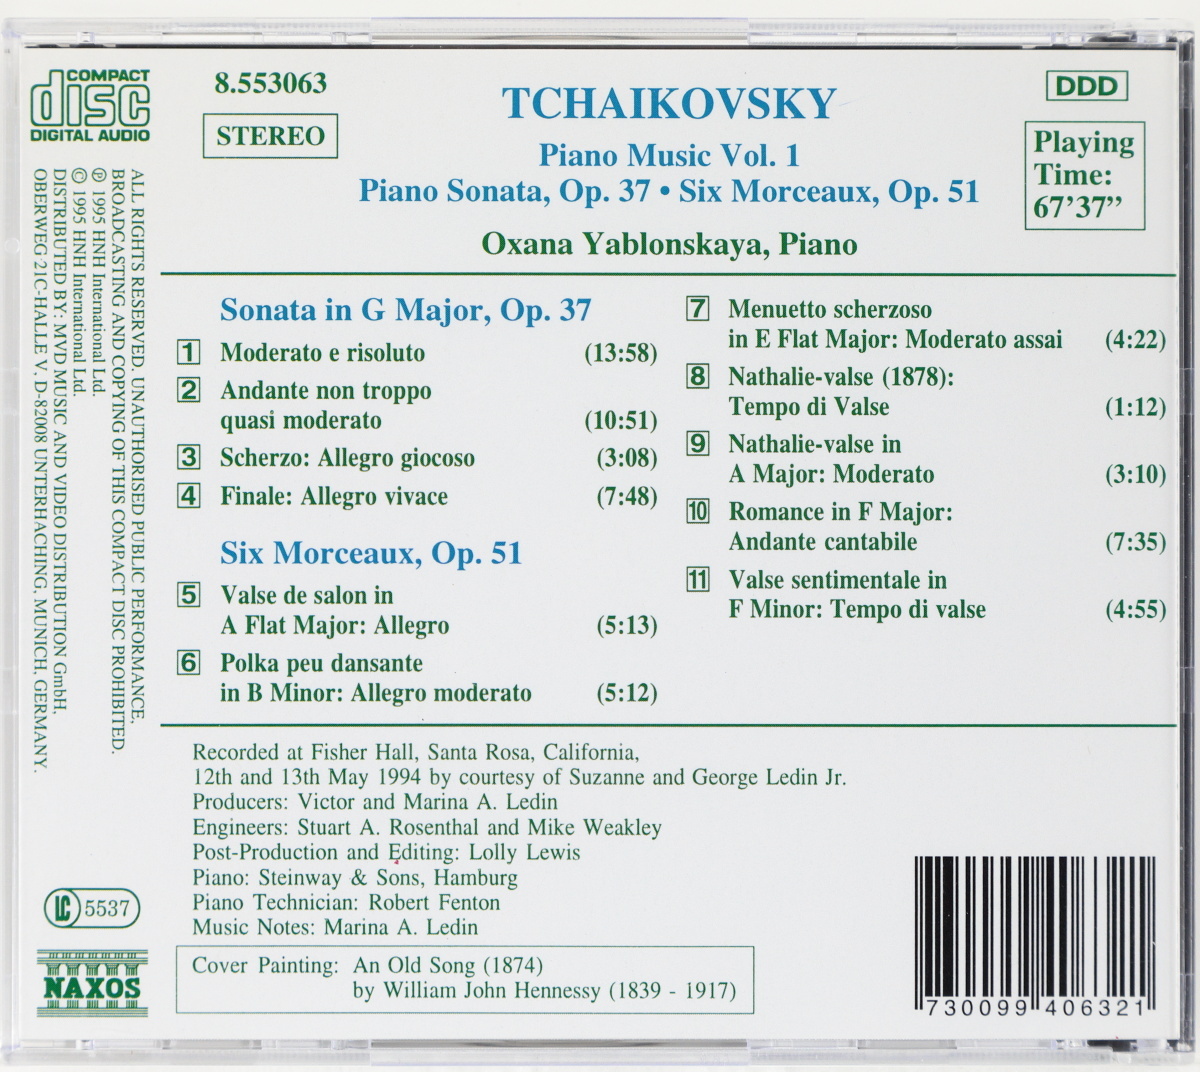 COMPACT
disc
DIGITAL AUDIO
8.553063
STEREO
TCHAIKOVSKY
Piano Music Vol. 1
Piano Sonata, Op. 37 • Six Morceaux, Op. 51
Oxana Yablonskaya, Piano
DDD
Playing
Time:
67'37”
ALL RIGHTS RESERVED. UNAUTHORISED PUBLIC PERFORMANCE,
BROADCASTING AND COPYING OF THIS COMPACT DISC PROHIBITED.
℗ 1995 HNH International Ltd.
© 1995 HNH International Ltd.
DISTRIBUTED BY: MVD MUSIC AND VIDEO DISTRIBUTION GmbH,
OBERWEG 21C-HALLE V. D-82008 UNTERHACHING, MUNICH, GERMANY.
Sonata in G Major, Op. 37
1 Moderato e risoluto (13:58)
2 Andante non troppo
quasi moderato (10:51)
3 Scherzo: Allegro giocoso (3:08)
4 Finale: Allegro vivace (7:48)
Six Morceaux, Op. 51
5 Valse de salon in
A Flat Major: Allegro (5:13)
6 Polka peu dansante
in B Minor: Allegro moderato (5:12)
7 Menuetto scherzoso
in E Flat Major: Moderato assai (4:22)
8 Nathalie-valse (1878):
Tempo di Valse (1:12)
9 Nathalie-valse in
A Major: Moderato (3:10)
10 Romance in F Major:
Andante cantabile (7:35)
11 Valse sentimentale in
F Minor: Tempo di valse (4:55)
Recorded at Fisher Hall, Santa Rosa, California,
12th and 13th May 1994 by courtesy of Suzanne and George Ledin Jr.
Producers: Victor and Marina A. Ledin
Engineers: Stuart A. Rosenthal and Mike Weakley
Post-Production and Editing: Lolly Lewis
Piano: Steinway & Sons, Hamburg
Piano Technician: Robert Fenton
Music Notes: Marina A. Ledin
Cover Painting: An Old Song (1874)
by William John Hennessy (1839 - 1917)
LC 5537
NAXOS
730099 406321